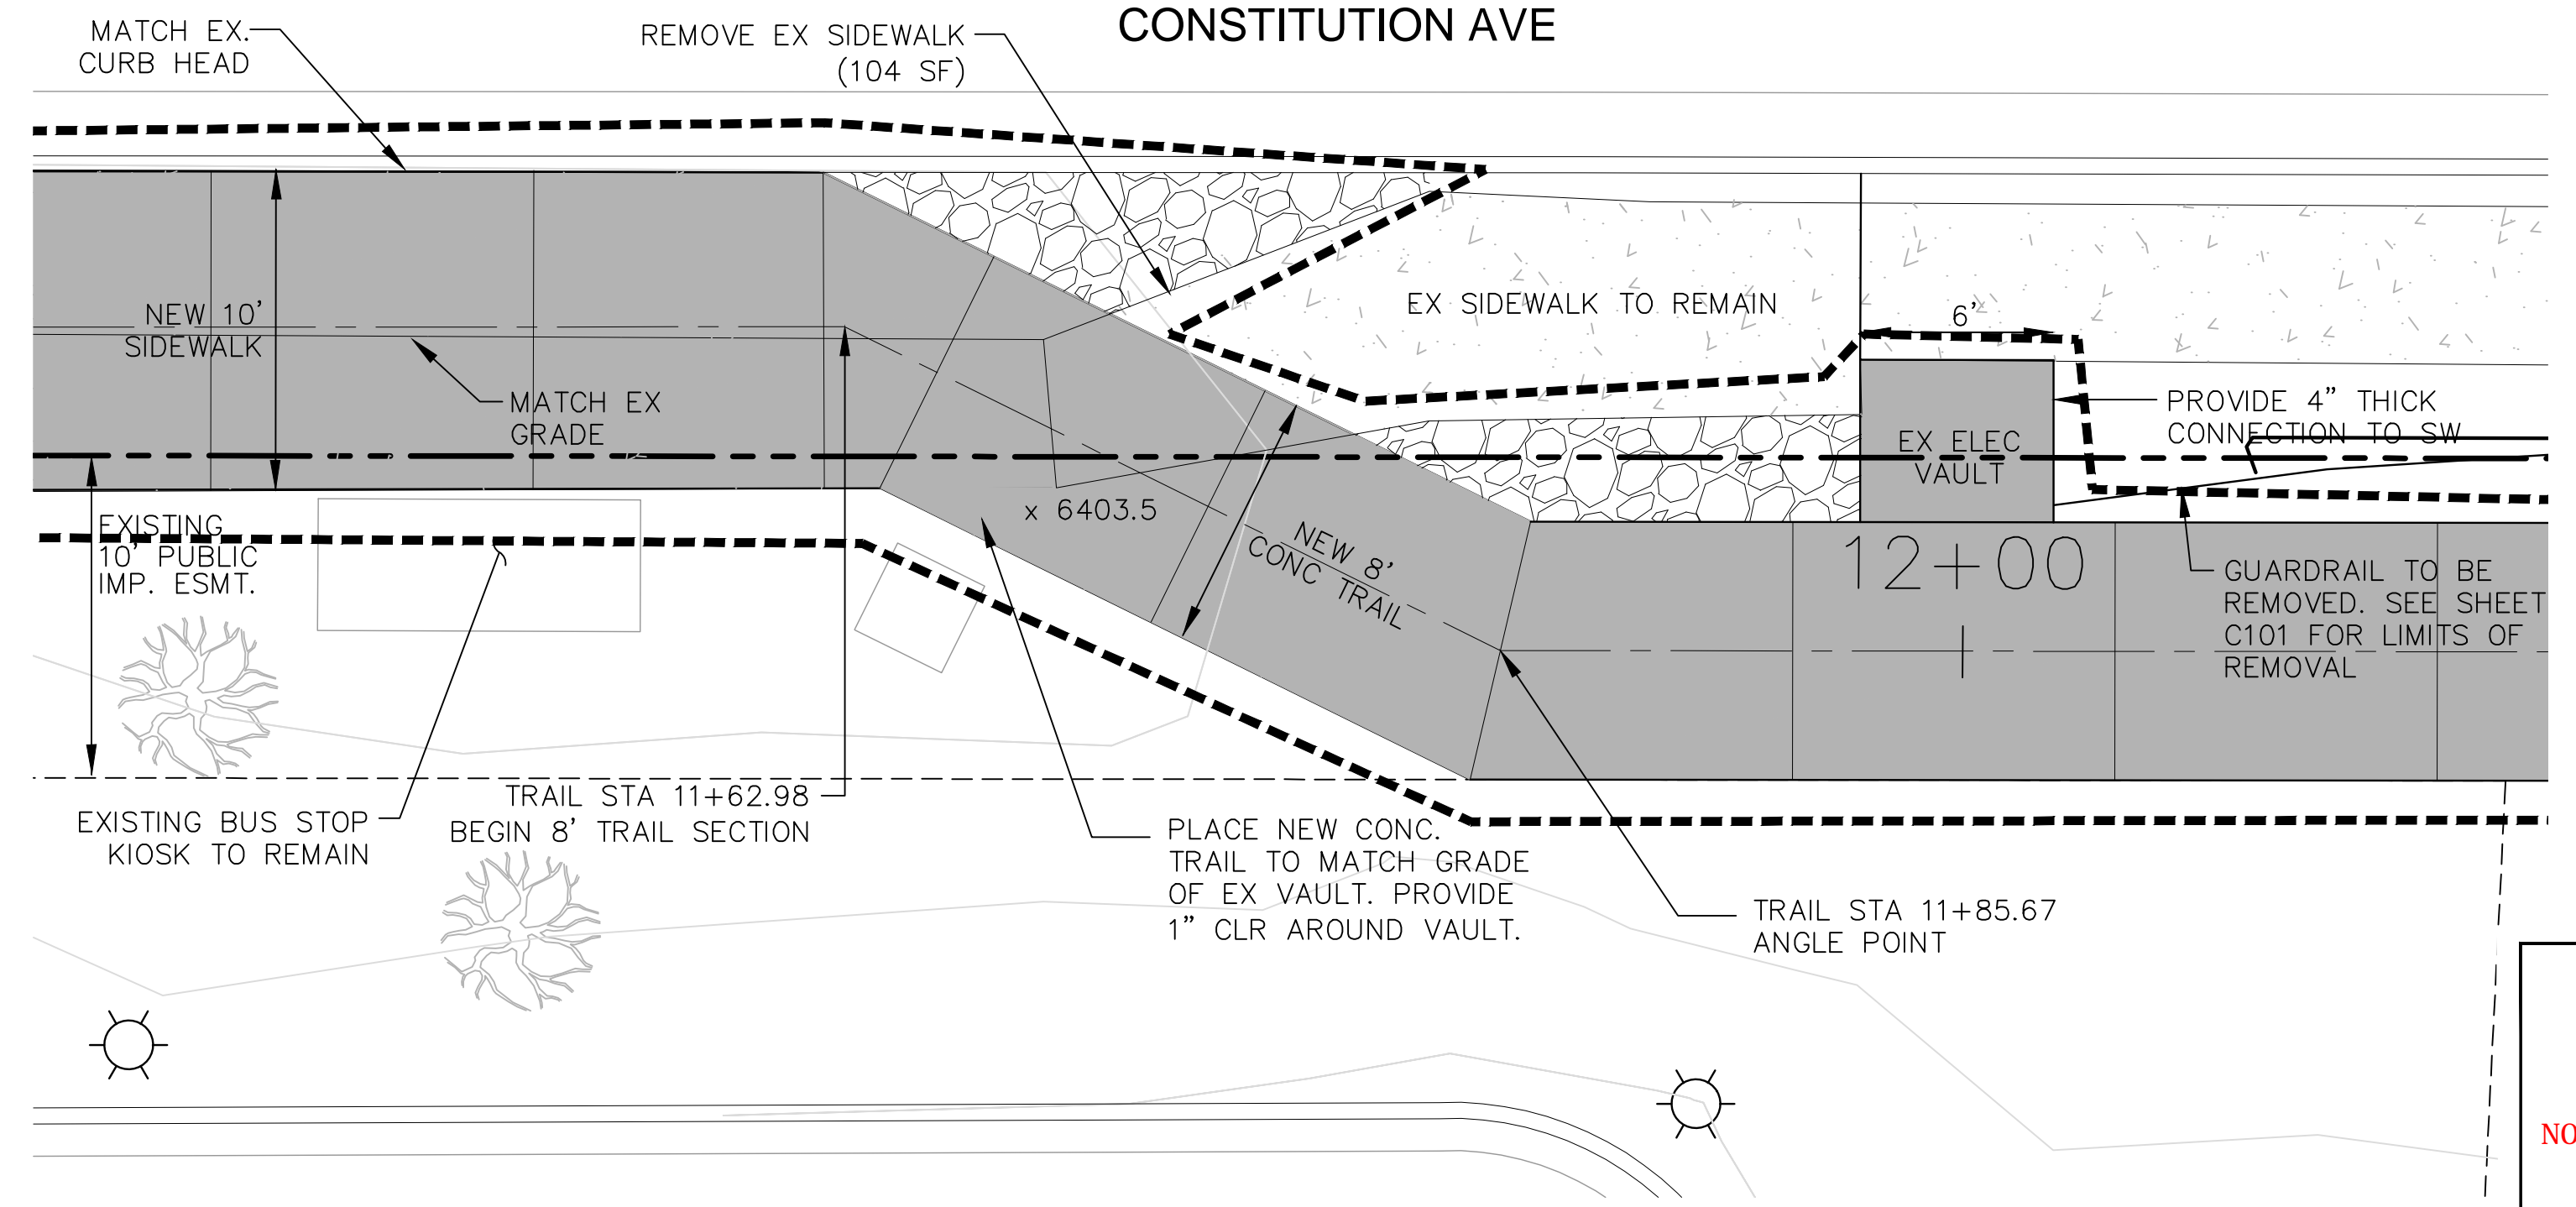 CONSTITUTION AVE
MATCH EX.
CURB HEAD
REMOVE EX SIDEWALK
(104 SF)
NEW 10'
SIDEWALK
MATCH EX
GRADE
EX SIDEWALK TO REMAIN
6'
PROVIDE 4" THICK
CONNECTION TO SW
EX ELEC
VAULT
EXISTING
10' PUBLIC
IMP. ESMT.
x 6403.5
NEW 8'
CONC TRAIL
12+00
GUARDRAIL TO BE
REMOVED. SEE SHEET
C101 FOR LIMITS OF
REMOVAL
EXISTING BUS STOP
KIOSK TO REMAIN
TRAIL STA 11+62.98
BEGIN 8' TRAIL SECTION
PLACE NEW CONC.
TRAIL TO MATCH GRADE
OF EX VAULT. PROVIDE
1" CLR AROUND VAULT.
TRAIL STA 11+85.67
ANGLE POINT
NO